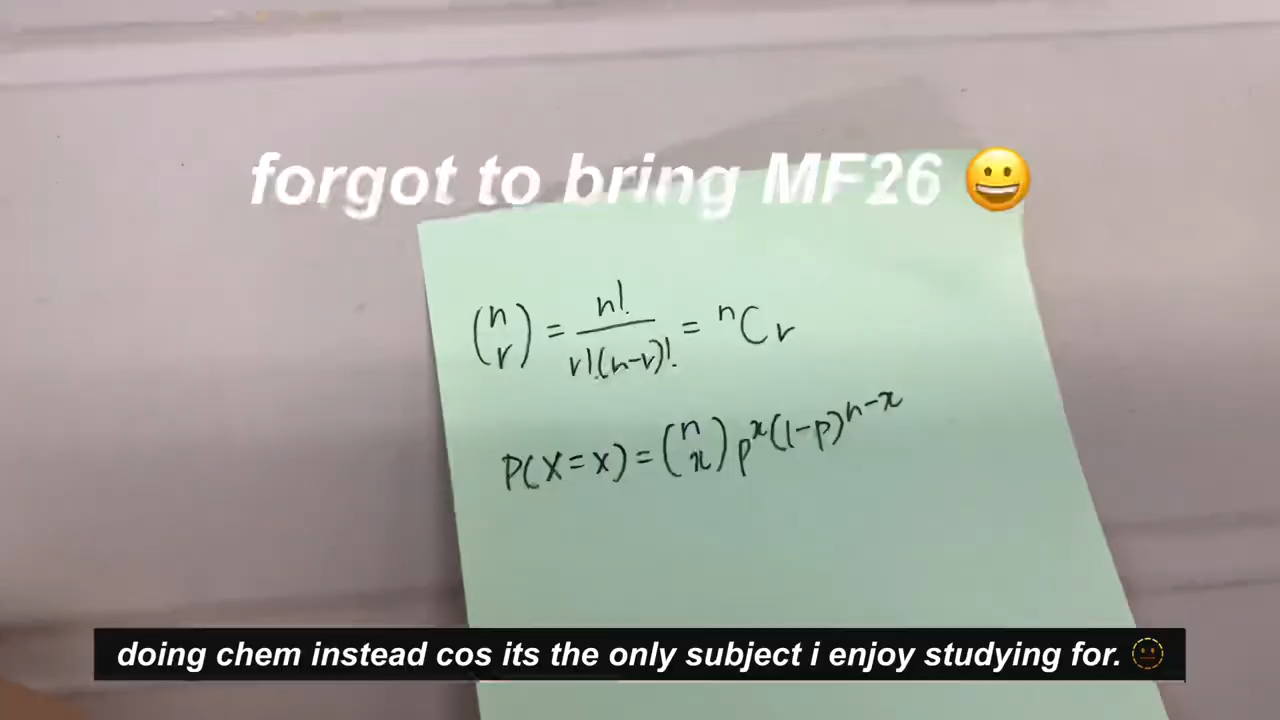 forgot to bring MF26 😀
(n r) = n! / r!(n-r)! = ⁿCr
P(X=x) = (n x) p^x (1-p)^(n-x)
doing chem instead cos its the only subject i enjoy studying for. 🫥